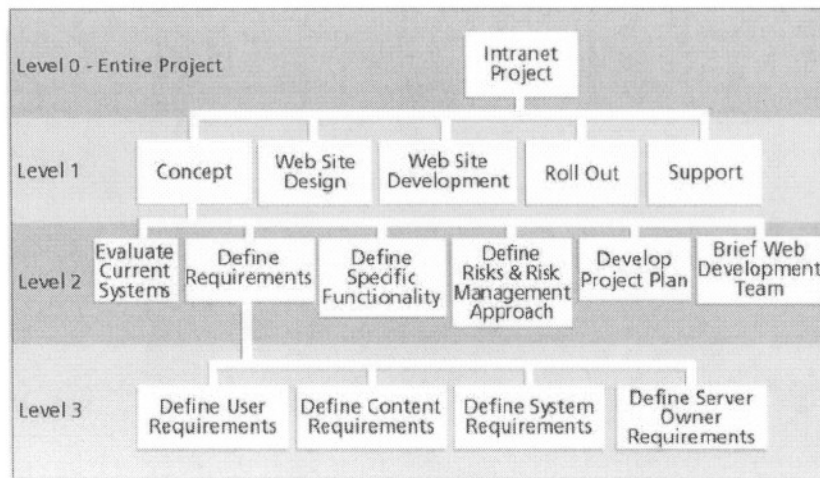 Level 0 - Entire Project
Intranet
Project
Level 1
Concept
Web Site
Design
Web Site
Development
Roll Out
Support
Level 2
Evaluate
Current
Systems
Define
Requirements
Define
Specific
Functionality
Define
Risks & Risk
Management
Approach
Develop
Project Plan
Brief Web
Development
Team
Level 3
Define User
Requirements
Define Content
Requirements
Define System
Requirements
Define Server
Owner
Requirements